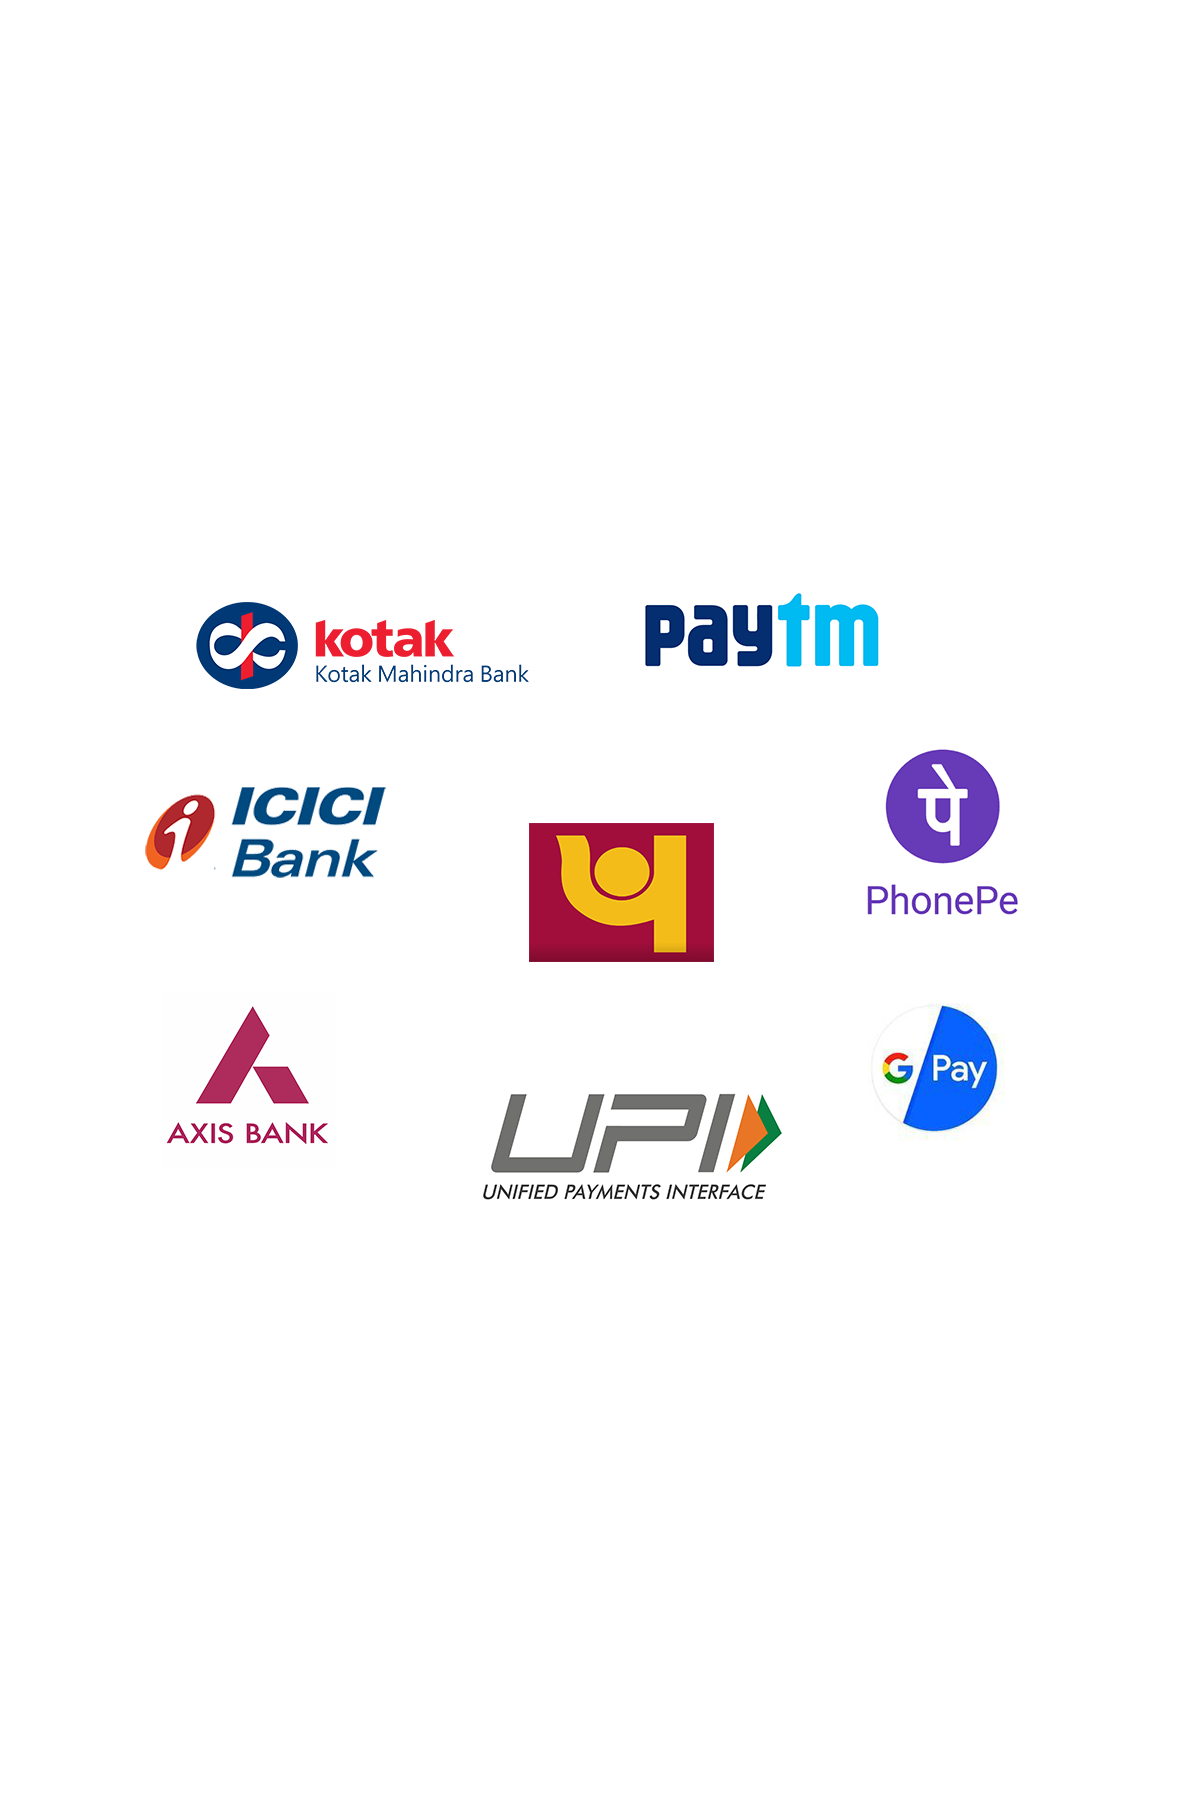 kotak
Kotak Mahindra Bank
paytm
ICICI
Bank
पे
PhonePe
G Pay
AXIS BANK
UPI
UNIFIED PAYMENTS INTERFACE